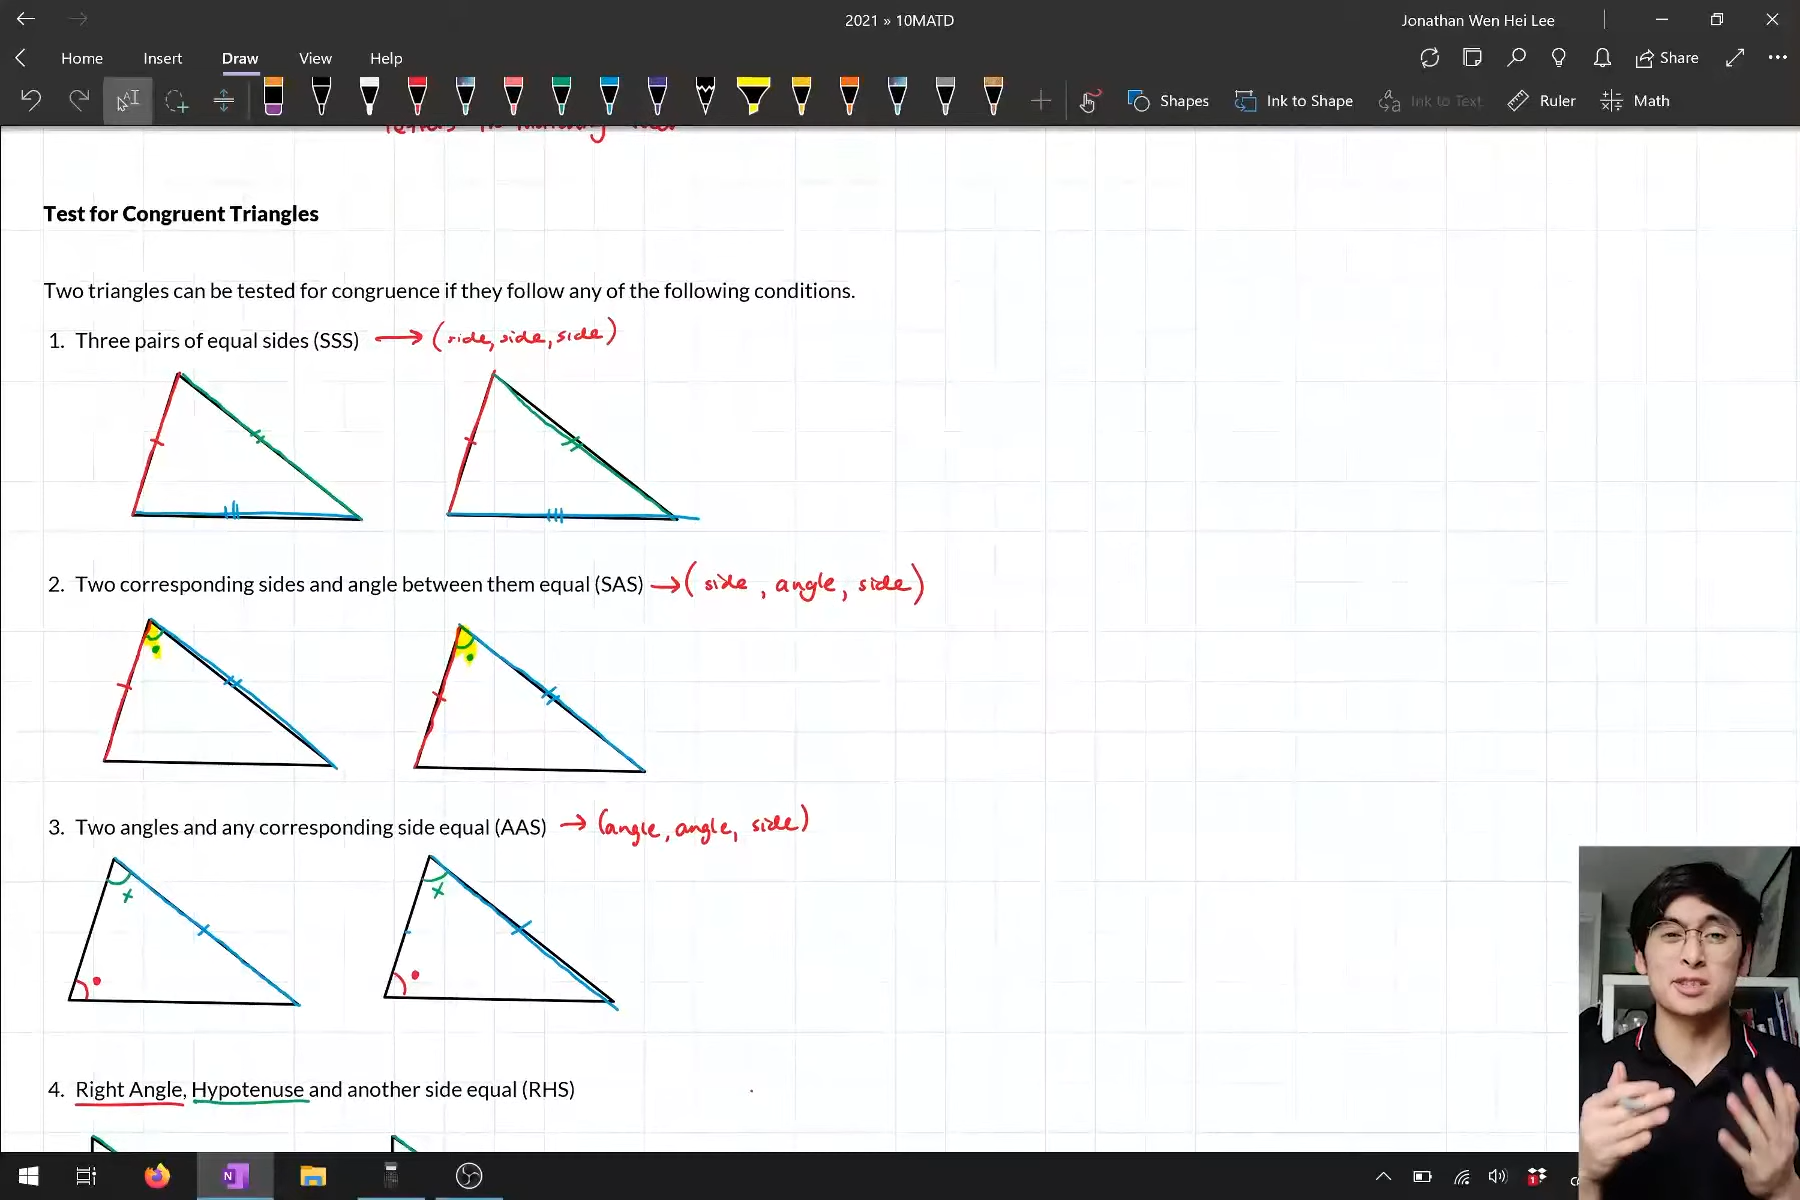 2021 » 10MATD
Jonathan Wen Hei Lee
Home Insert Draw View Help
Share
Shapes Ink to Shape Ink to Text Ruler Math
Test for Congruent Triangles
Two triangles can be tested for congruence if they follow any of the following conditions.
1. Three pairs of equal sides (SSS) → (side, side, side)
2. Two corresponding sides and angle between them equal (SAS) → (side, angle, side)
3. Two angles and any corresponding side equal (AAS) → (angle, angle, side)
x x
4. Right Angle, Hypotenuse and another side equal (RHS)
N
1